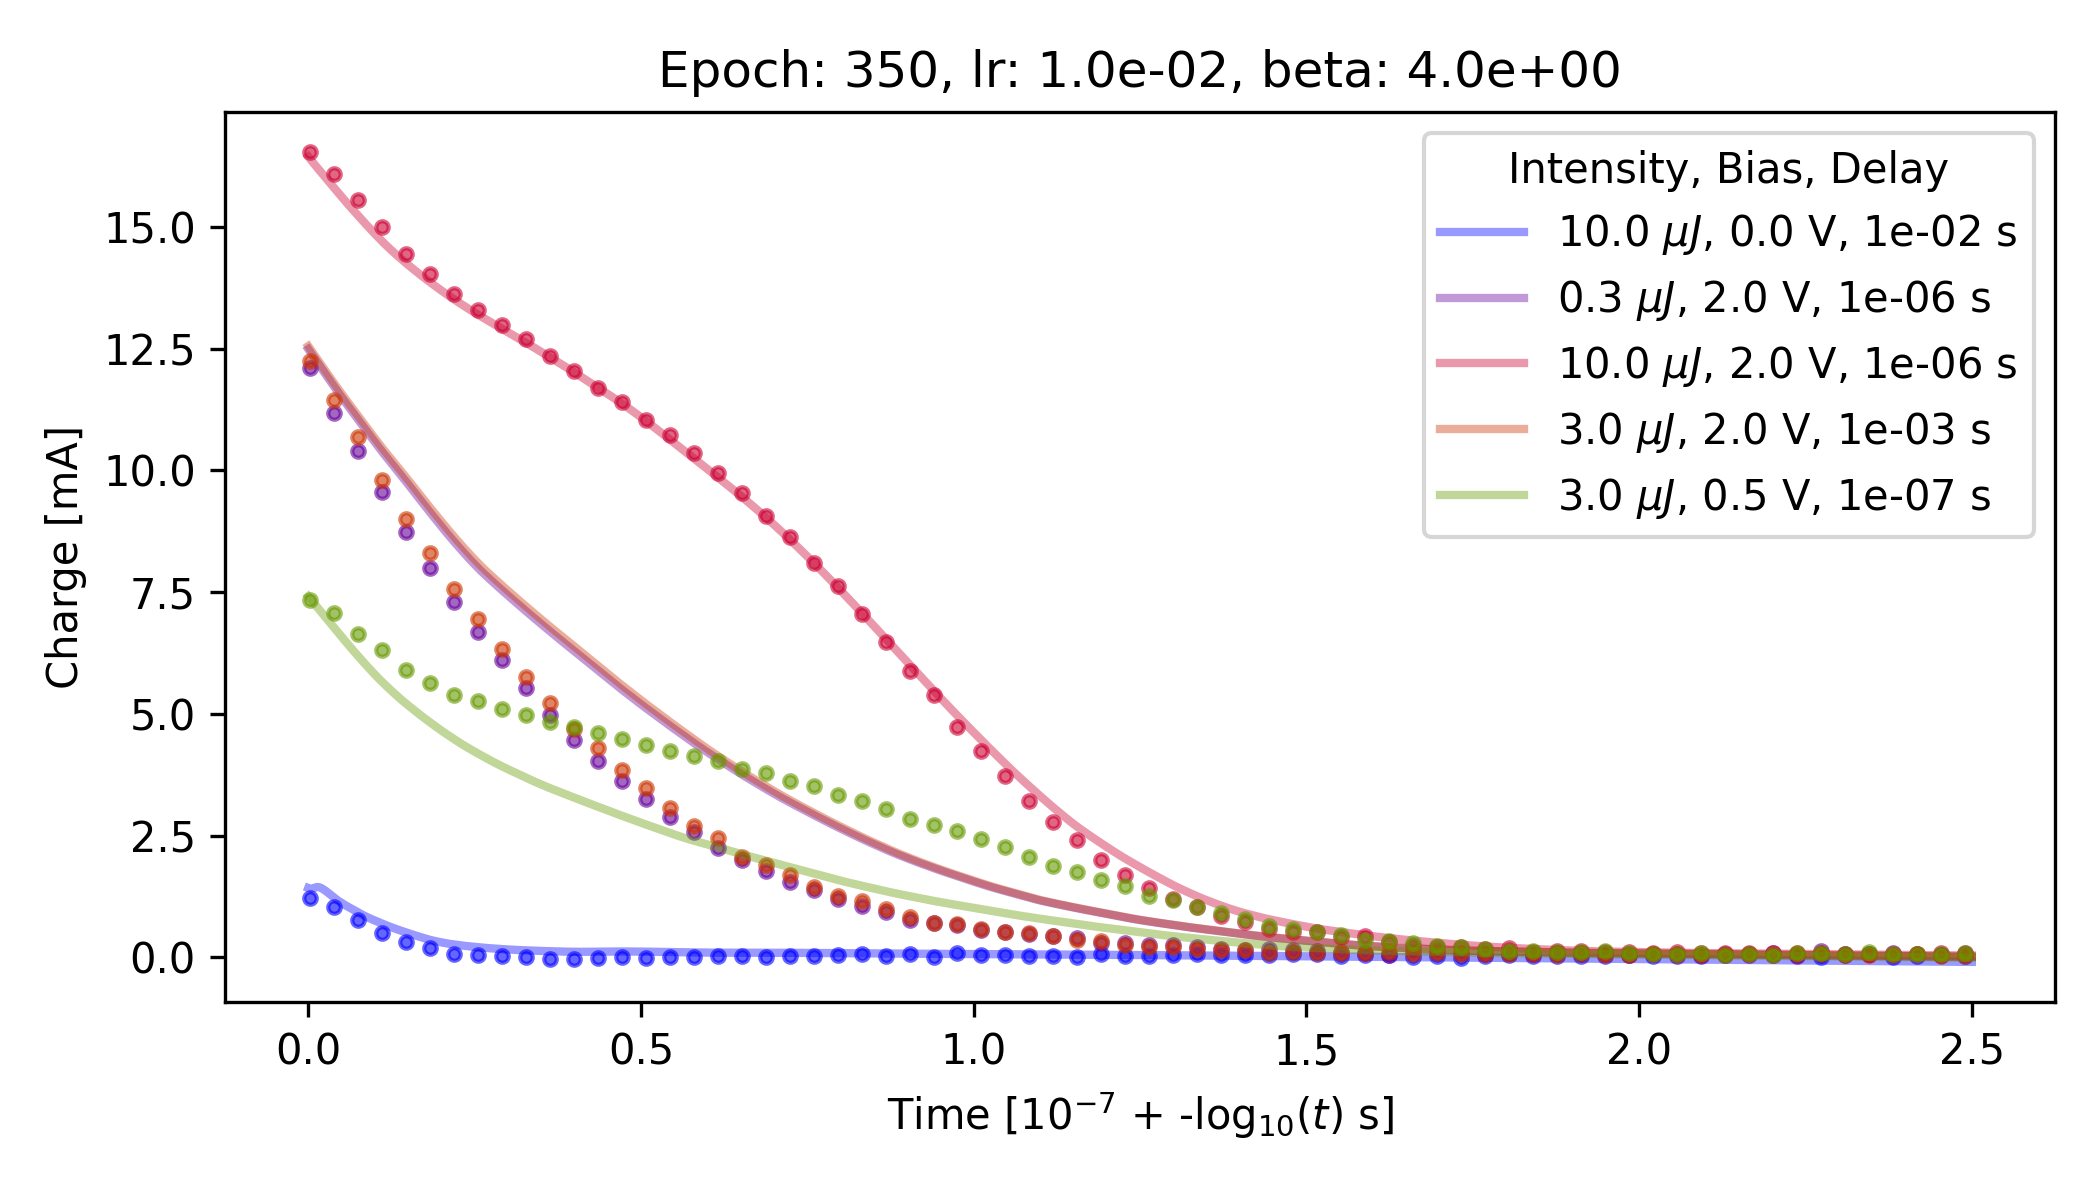 Epoch: 350, lr: 1.0e-02, beta: 4.0e+00
Intensity, Bias, Delay
10.0 μJ, 0.0 V, 1e-02 s
0.3 μJ, 2.0 V, 1e-06 s
10.0 μJ, 2.0 V, 1e-06 s
3.0 μJ, 2.0 V, 1e-03 s
3.0 μJ, 0.5 V, 1e-07 s
Charge [mA]
15.0
12.5
10.0
7.5
5.0
2.5
0.0
0.0 0.5 1.0 1.5 2.0 2.5
Time [10⁻⁷ + -log₁₀(t) s]